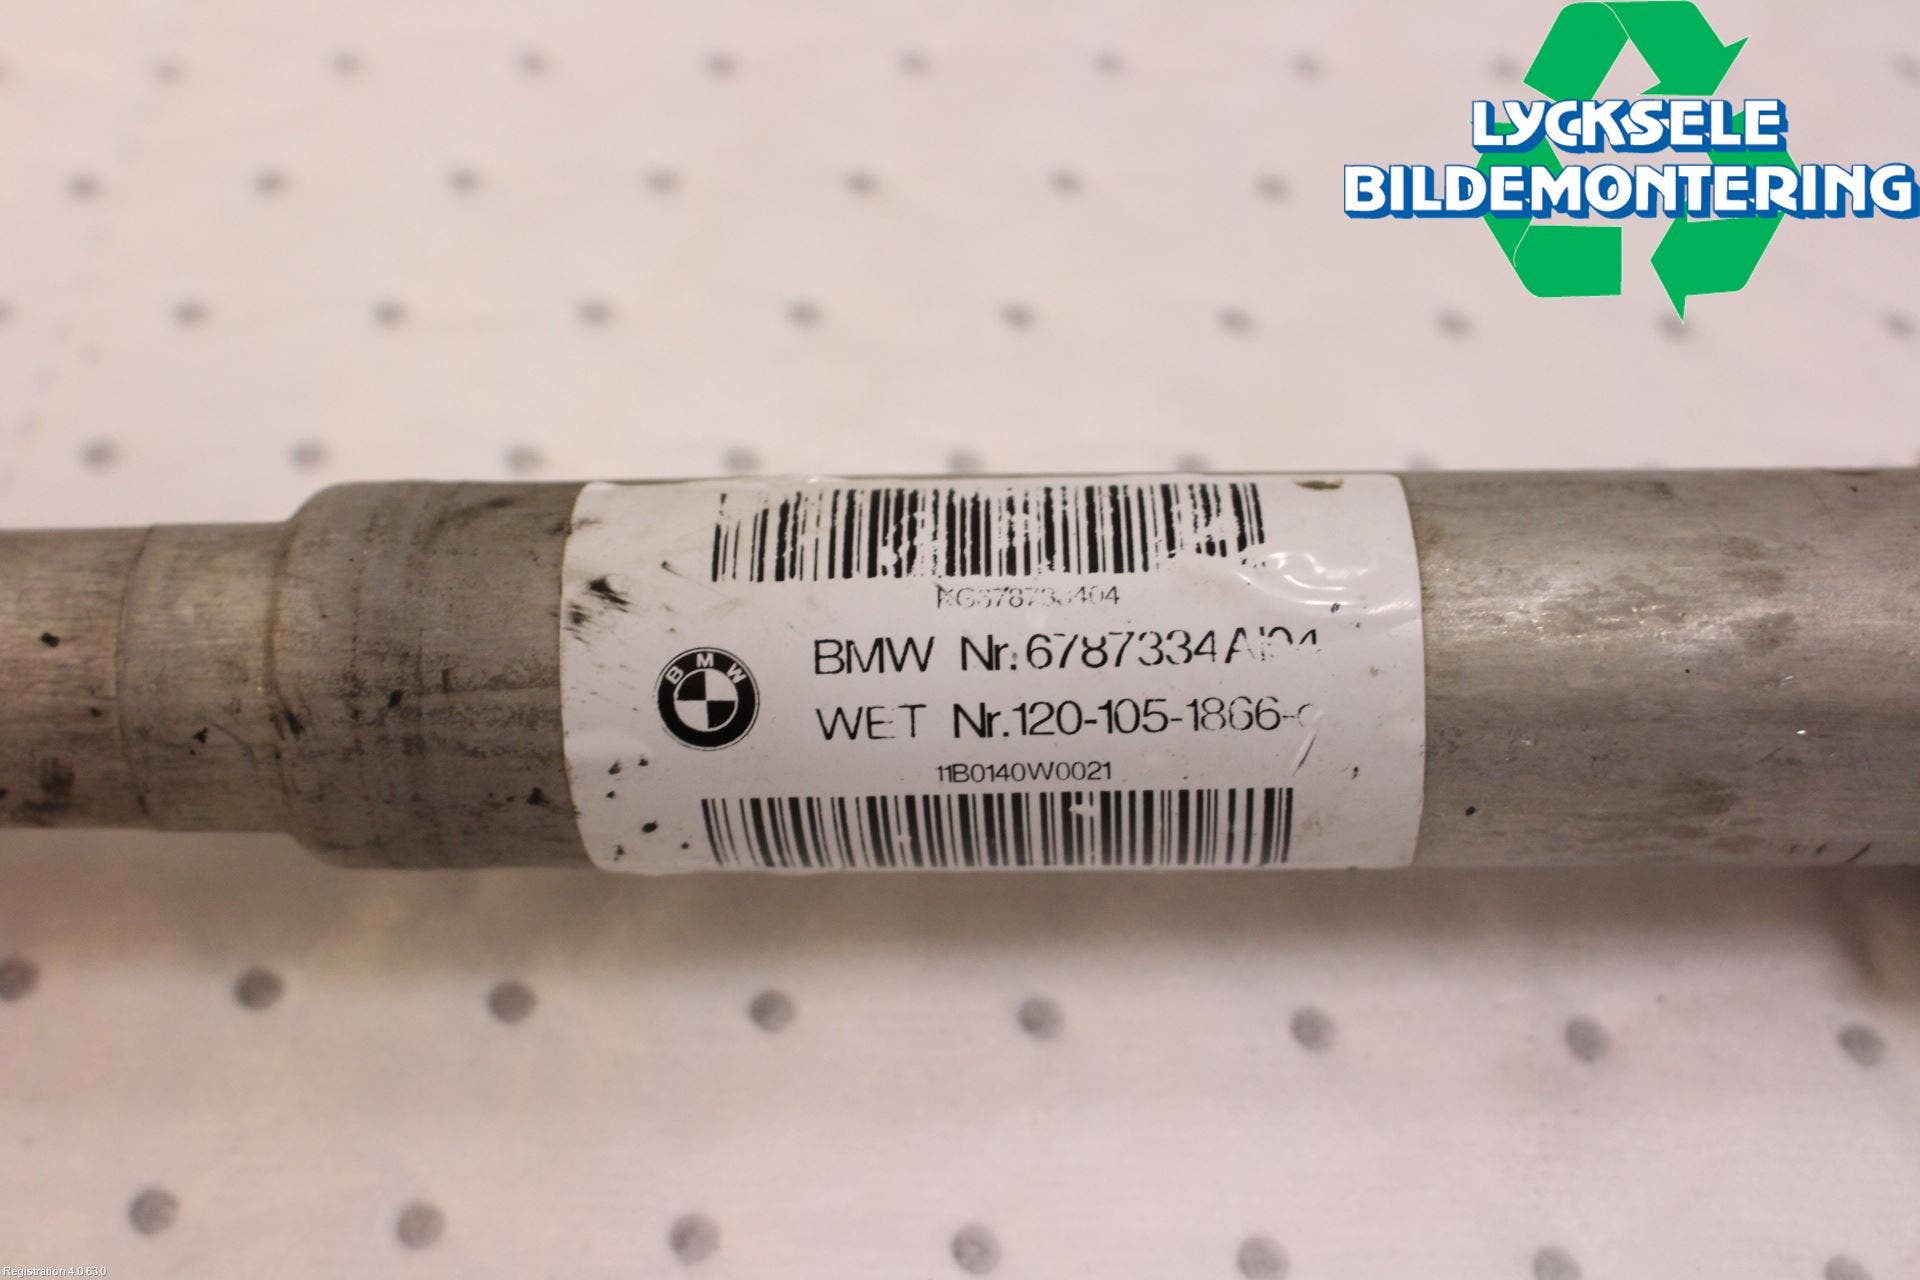 LYCKSELE
BILDEMONTERING
BMW
BMW Nr.6787334
WET Nr.120-105-1866-
11B0140W0021
Registration 4.0.63.0